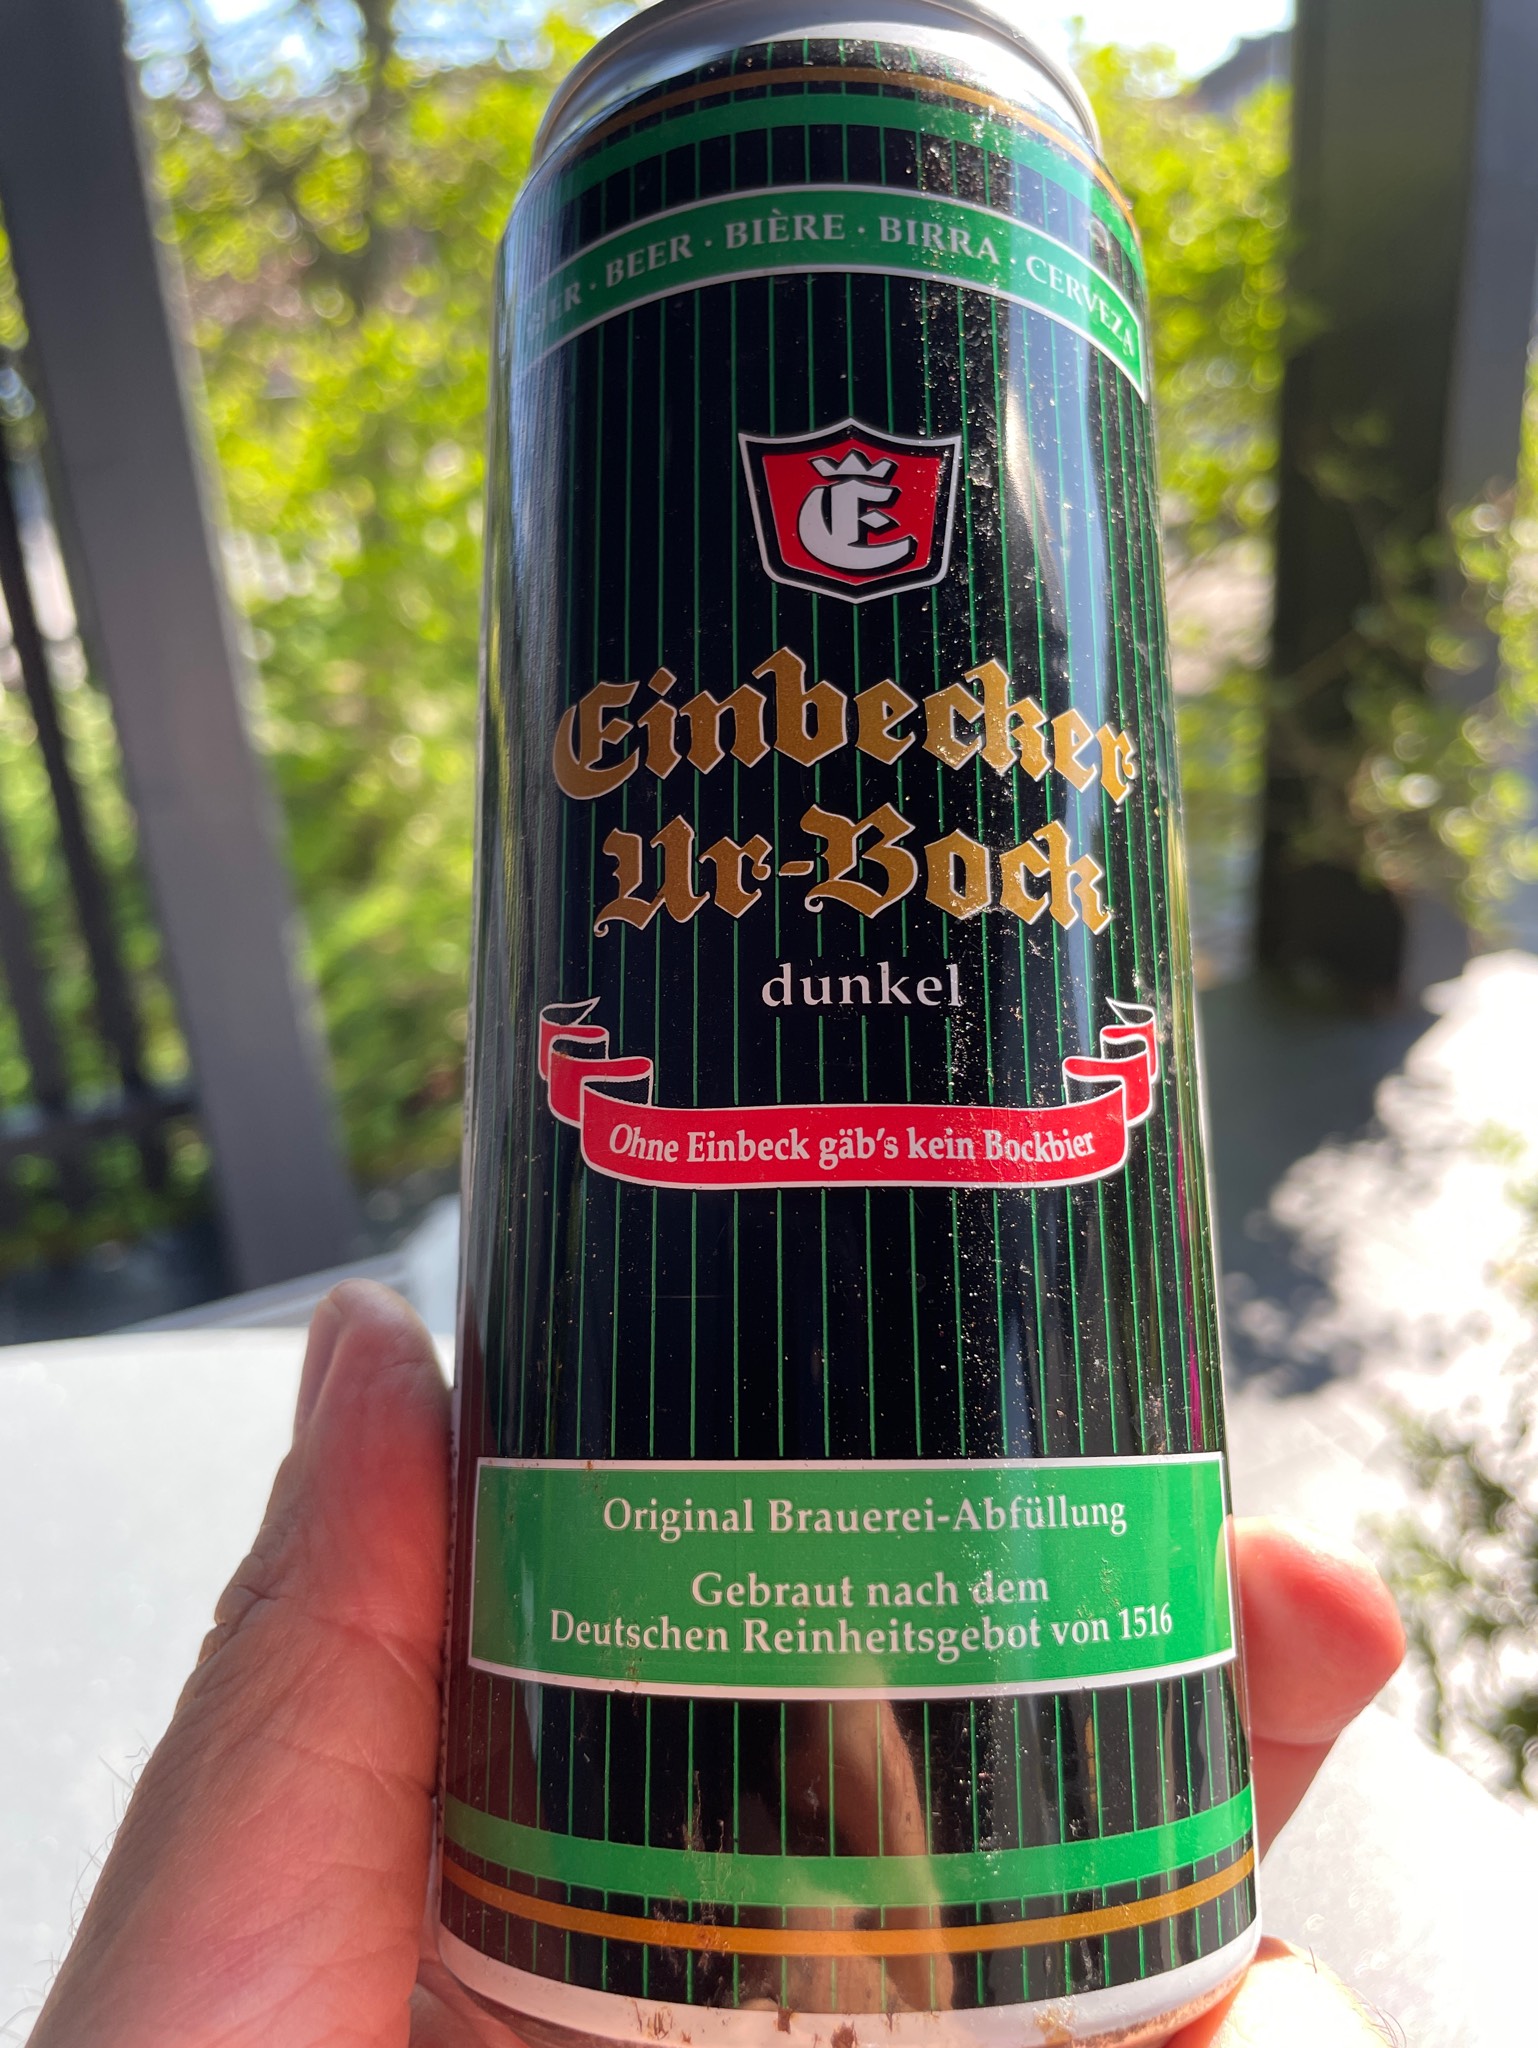 BIER · BEER · BIÈRE · BIRRA · CERVEZA
E
Einbecker
Ur-Bock
dunkel
Ohne Einbeck gäb's kein Bockbier
Original Brauerei-Abfüllung
Gebraut nach dem
Deutschen Reinheitsgebot von 1516